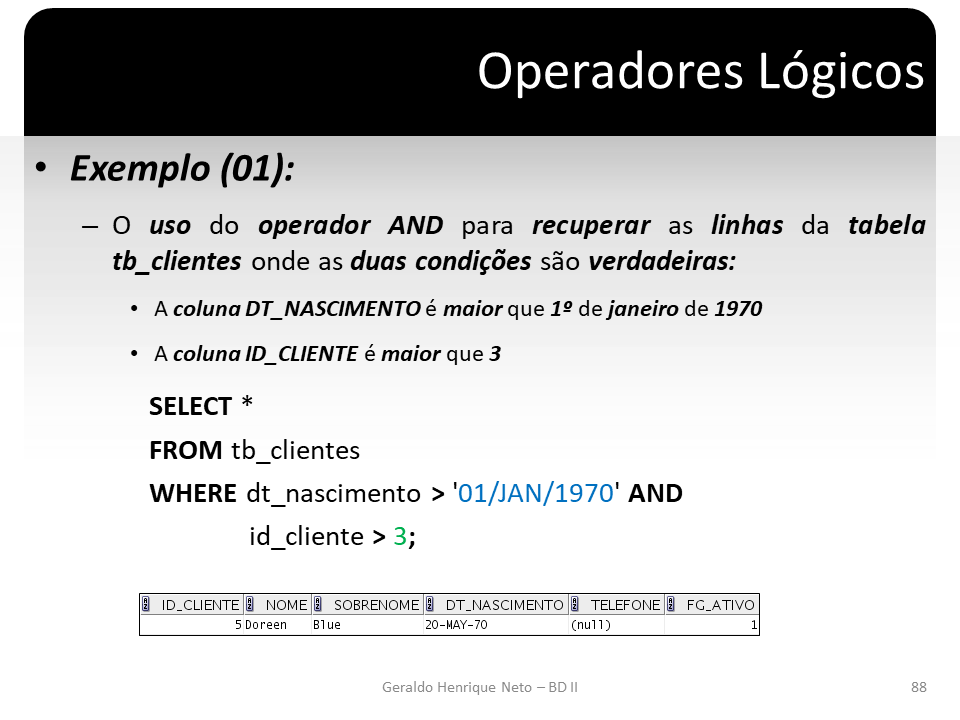 Operadores Lógicos
• Exemplo (01):
– O uso do operador AND para recuperar as linhas da tabela
tb_clientes onde as duas condições são verdadeiras:
• A coluna DT_NASCIMENTO é maior que 1º de janeiro de 1970
• A coluna ID_CLIENTE é maior que 3
SELECT *
FROM tb_clientes
WHERE dt_nascimento > '01/JAN/1970' AND
id_cliente > 3;
ID_CLIENTE NOME SOBRENOME DT_NASCIMENTO TELEFONE FG_ATIVO
5 Doreen Blue 20-MAY-70 (null) 1
Geraldo Henrique Neto – BD II 88